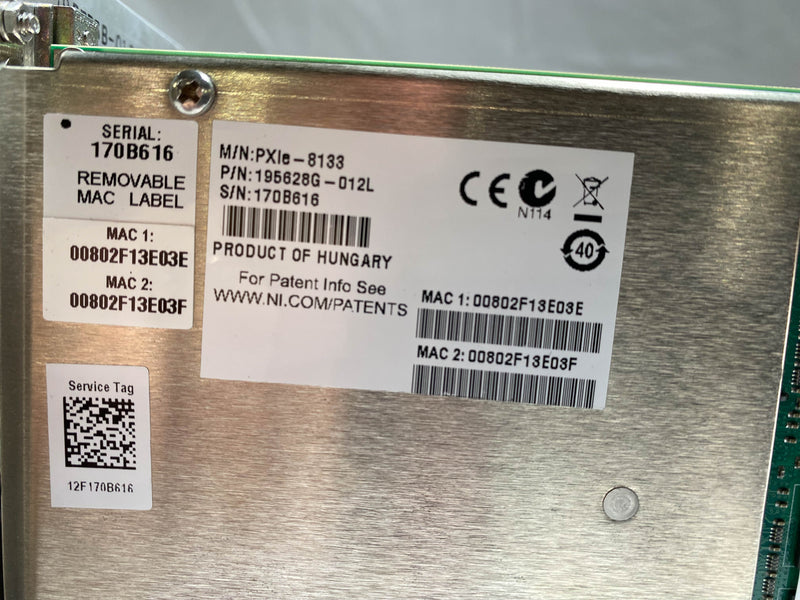 SERIAL:
170B616
REMOVABLE
MAC LABEL
MAC 1:
00802F13E03E
MAC 2:
00802F13E03F
M/N:PXIe-8133
P/N:195628G-012L
S/N:170B616
PRODUCT OF HUNGARY
For Patent Info See
WWW.NI.COM/PATENTS
CE
N114
40
MAC 1:00802F13E03E
MAC 2:00802F13E03F
Service Tag
12F170B616